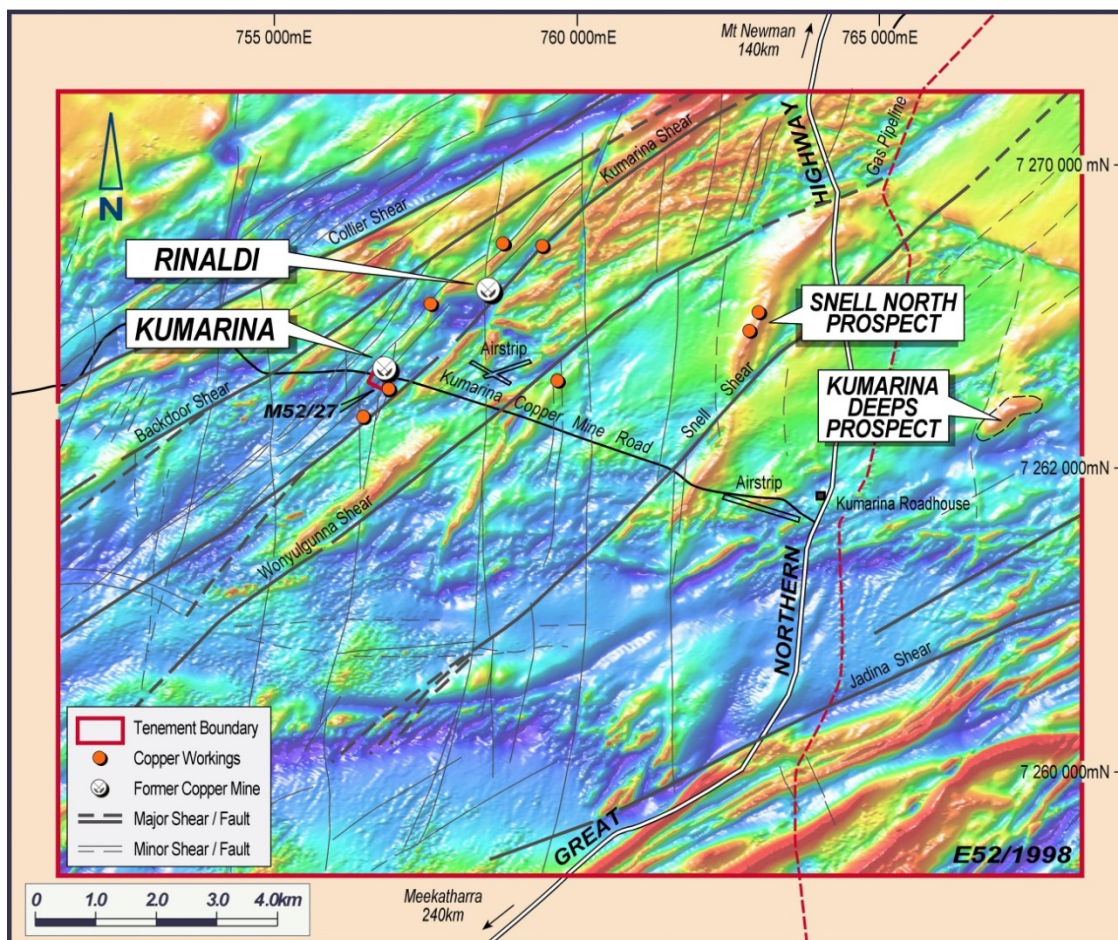 755 000mE
760 000mE
Mt Newman
140km
765 000mE
HIGHWAY
Gas Pipeline
7 270 000 mN
Kumarina Shear
Collier Shear
N
RINALDI
KUMARINA
SNELL NORTH
PROSPECT
Airstrip
Kumarina Copper Mine Road
Snell Shear
KUMARINA
DEEPS
PROSPECT
M52/27
Backdoor Shear
7 262 000 mN
Airstrip
Kumarina Roadhouse
Wonyulgunna Shear
NORTHERN
Jadina Shear
Tenement Boundary
Copper Workings
Former Copper Mine
Major Shear / Fault
Minor Shear / Fault
7 260 000 mN
GREAT
E52/1998
0 1.0 2.0 3.0 4.0km
Meekatharra
240km